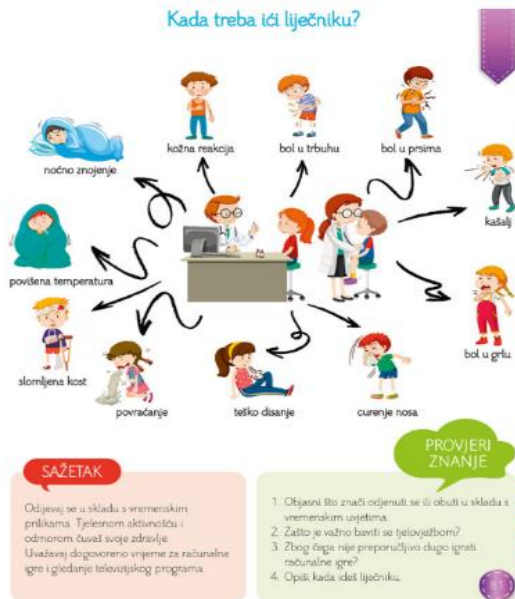 Kada treba ići liječniku?
kožna reakcija
bol u trbuhu
bol u prsima
noćno znojenje
kašalj
povišena temperatura
bol u grlu
slomljena kost
povraćanje
teško disanje
curenje nosa
SAŽETAK
Odijevaj se u skladu s vremenskim
prilikama. Tjelesnom aktivnošću i
odmorom čuvaš svoje zdravlje.
Uvažavaj dogovoreno vrijeme za računalne
igre i gledanje televizijskog programa.
PROVJERI
ZNANJE
1. Objasni što znači odjenuti se ili obuti u skladu s
vremenskim uvjetima.
2. Zašto je važno baviti se tjelovježbom?
3. Zbog čega nije preporučljivo dugo igrati
računalne igre?
4. Opiši kada ideš liječniku.
81